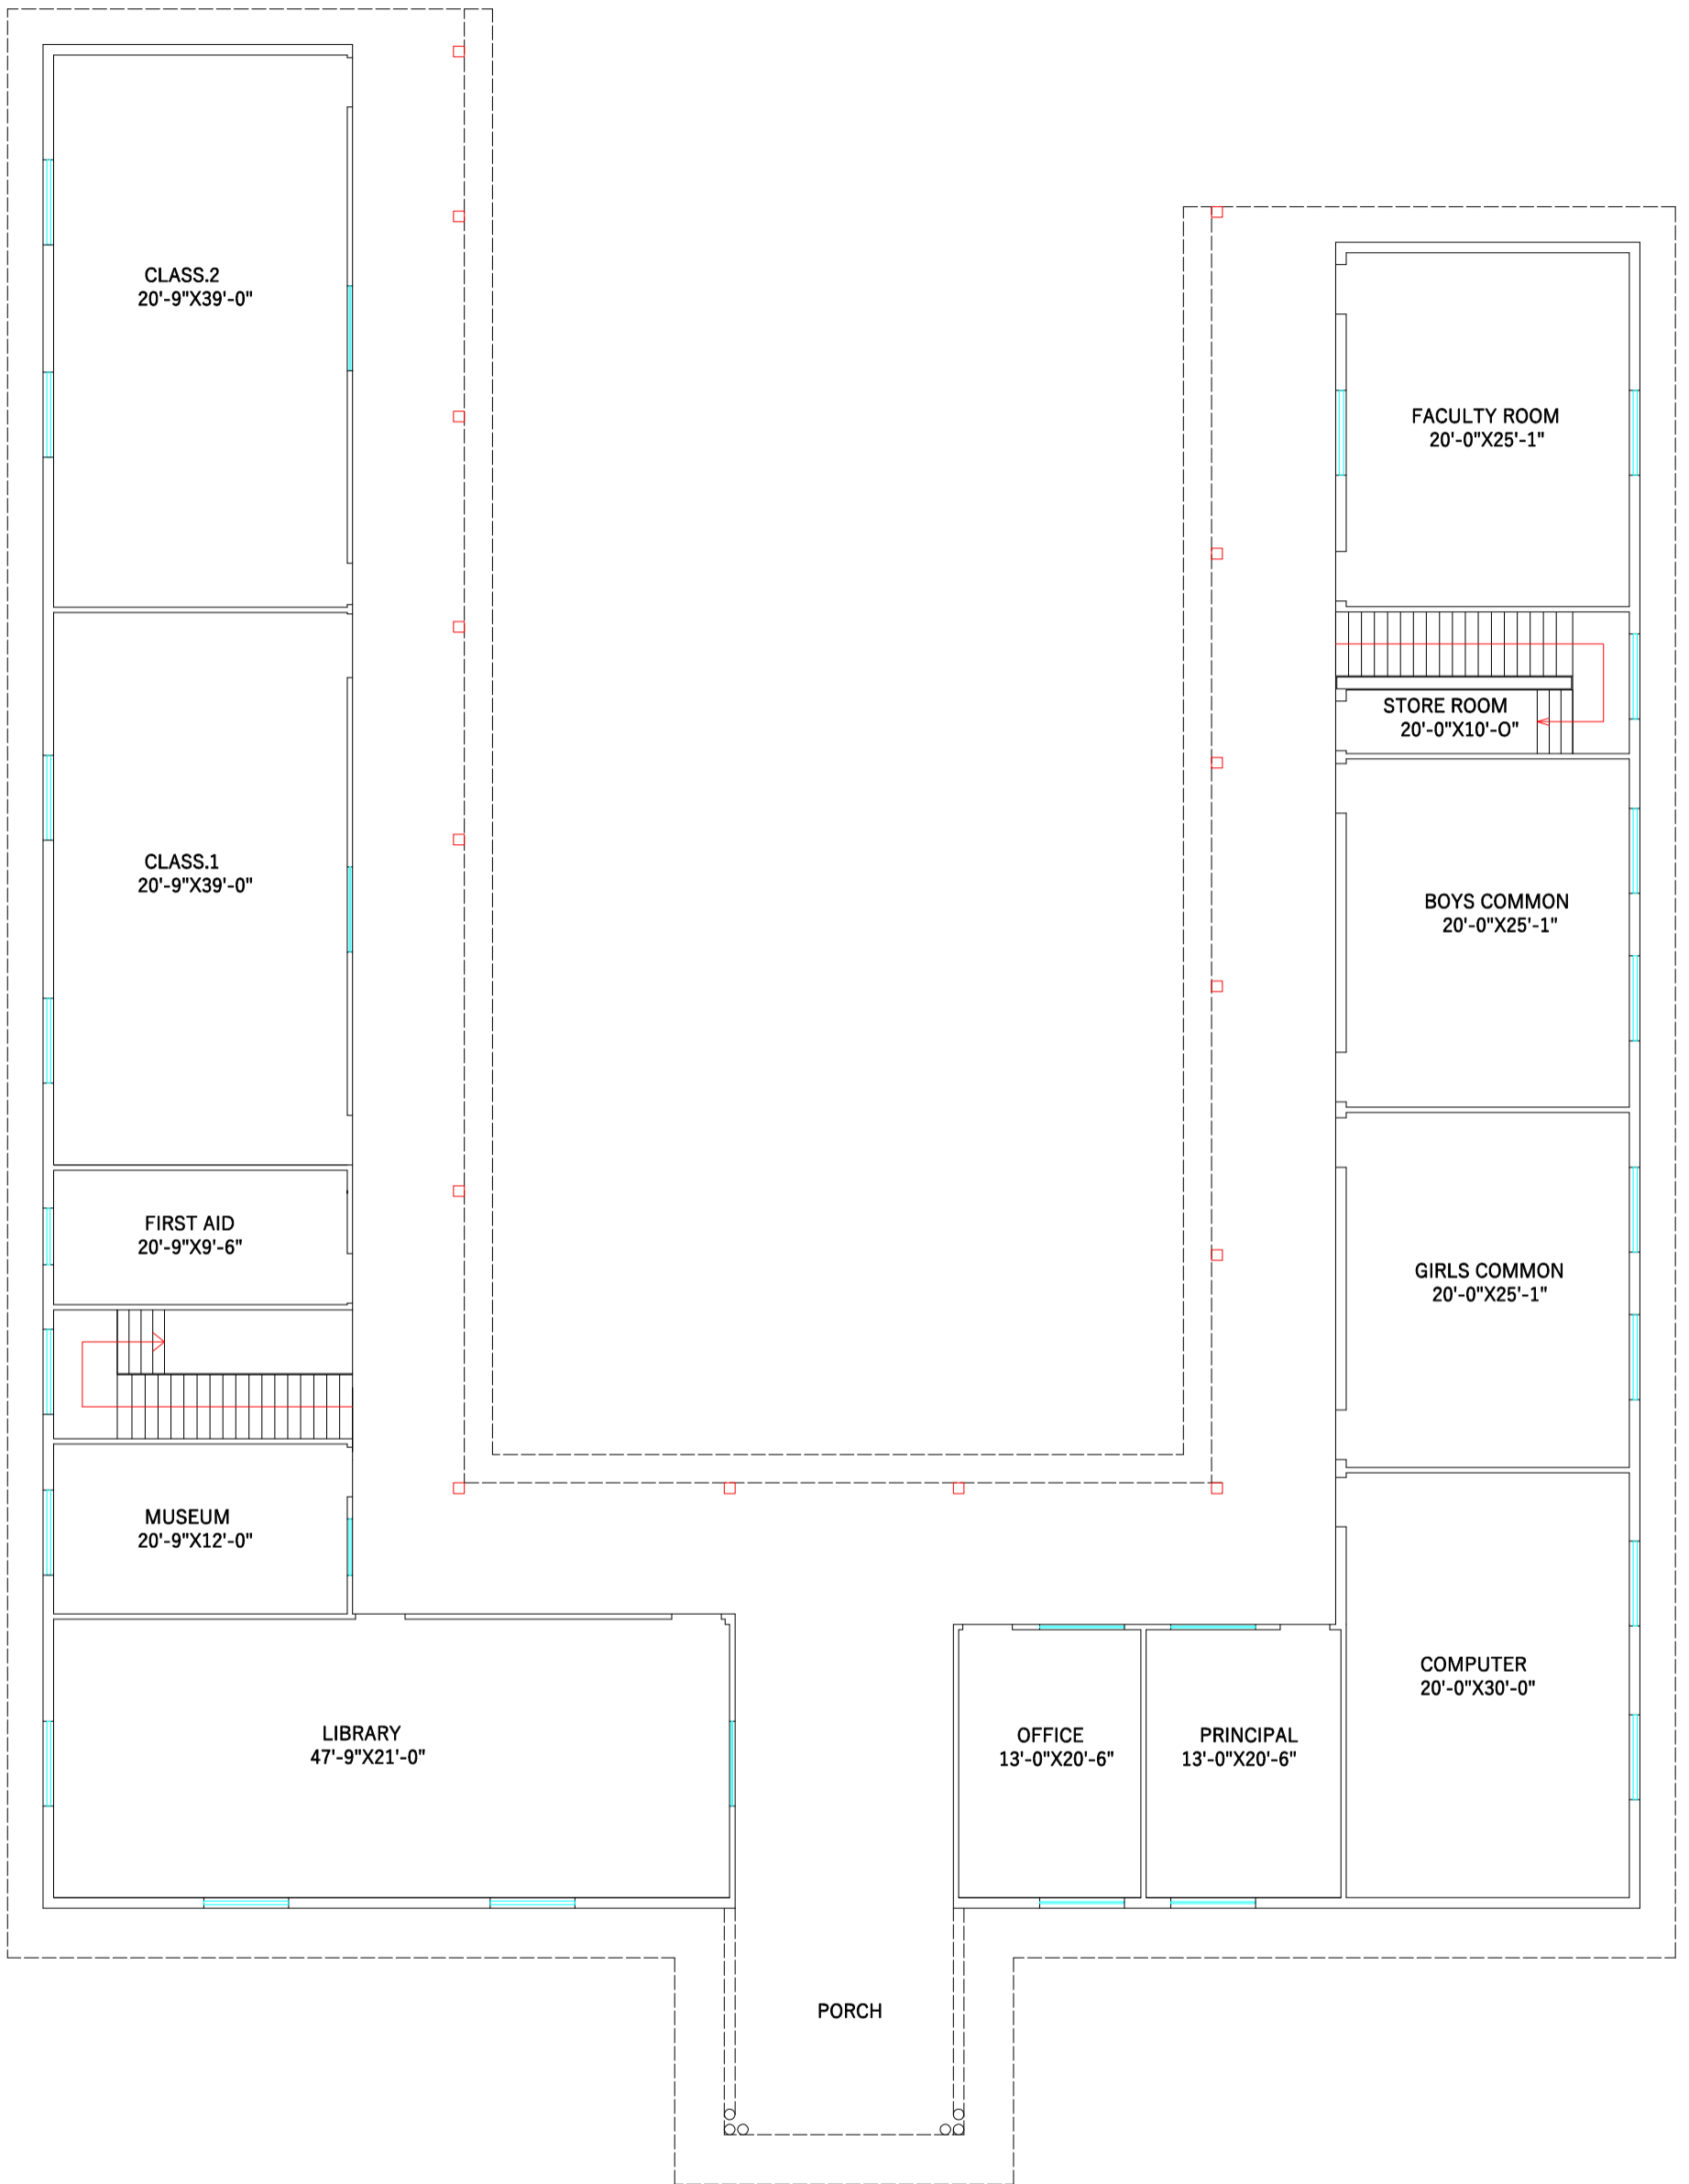 CLASS.2
20'-9"X39'-0"
FACULTY ROOM
20'-0"X25'-1"
STORE ROOM
20'-0"X10'-O"
CLASS.1
20'-9"X39'-0"
BOYS COMMON
20'-0"X25'-1"
FIRST AID
20'-9"X9'-6"
GIRLS COMMON
20'-0"X25'-1"
MUSEUM
20'-9"X12'-0"
COMPUTER
20'-0"X30'-0"
LIBRARY
47'-9"X21'-0"
OFFICE
13'-0"X20'-6"
PRINCIPAL
13'-0"X20'-6"
PORCH